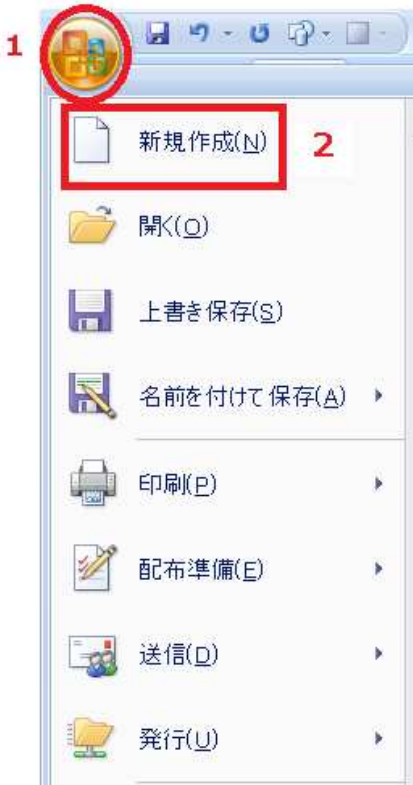 1
新規作成(N)
2
開く(O)
上書き保存(S)
名前を付けて保存(A)
印刷(P)
配布準備(E)
送信(D)
発行(U)